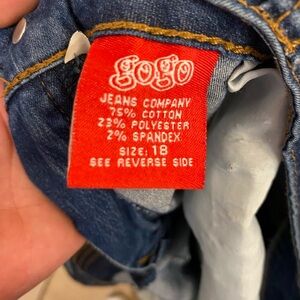 gogo
JEANS COMPANY
75% COTTON
23% POLYESTER
2% SPANDEX
SIZE: 18
SEE REVERSE SIDE